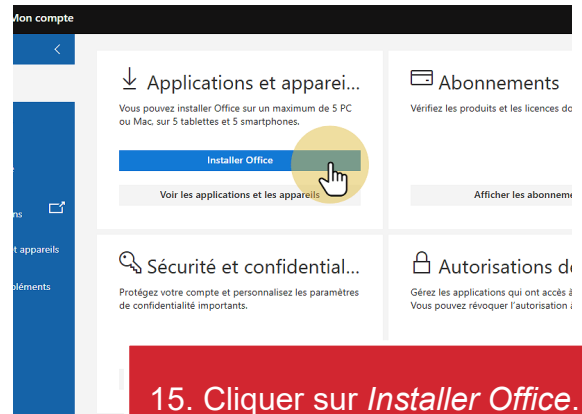 Mon compte
Applications et apparei...
Vous pouvez installer Office sur un maximum de 5 PC
ou Mac, sur 5 tablettes et 5 smartphones.
Installer Office
Voir les applications et les appareils
Abonnements
Vérifiez les produits et les licences do
Afficher les abonneme
ns
t appareils
pléments
Sécurité et confidential...
Protégez votre compte et personnalisez les paramètres
de confidentialité importants.
Autorisations de
Gérez les applications qui ont accès à
Vous pouvez révoquer l'autorisation à
15. Cliquer sur Installer Office.